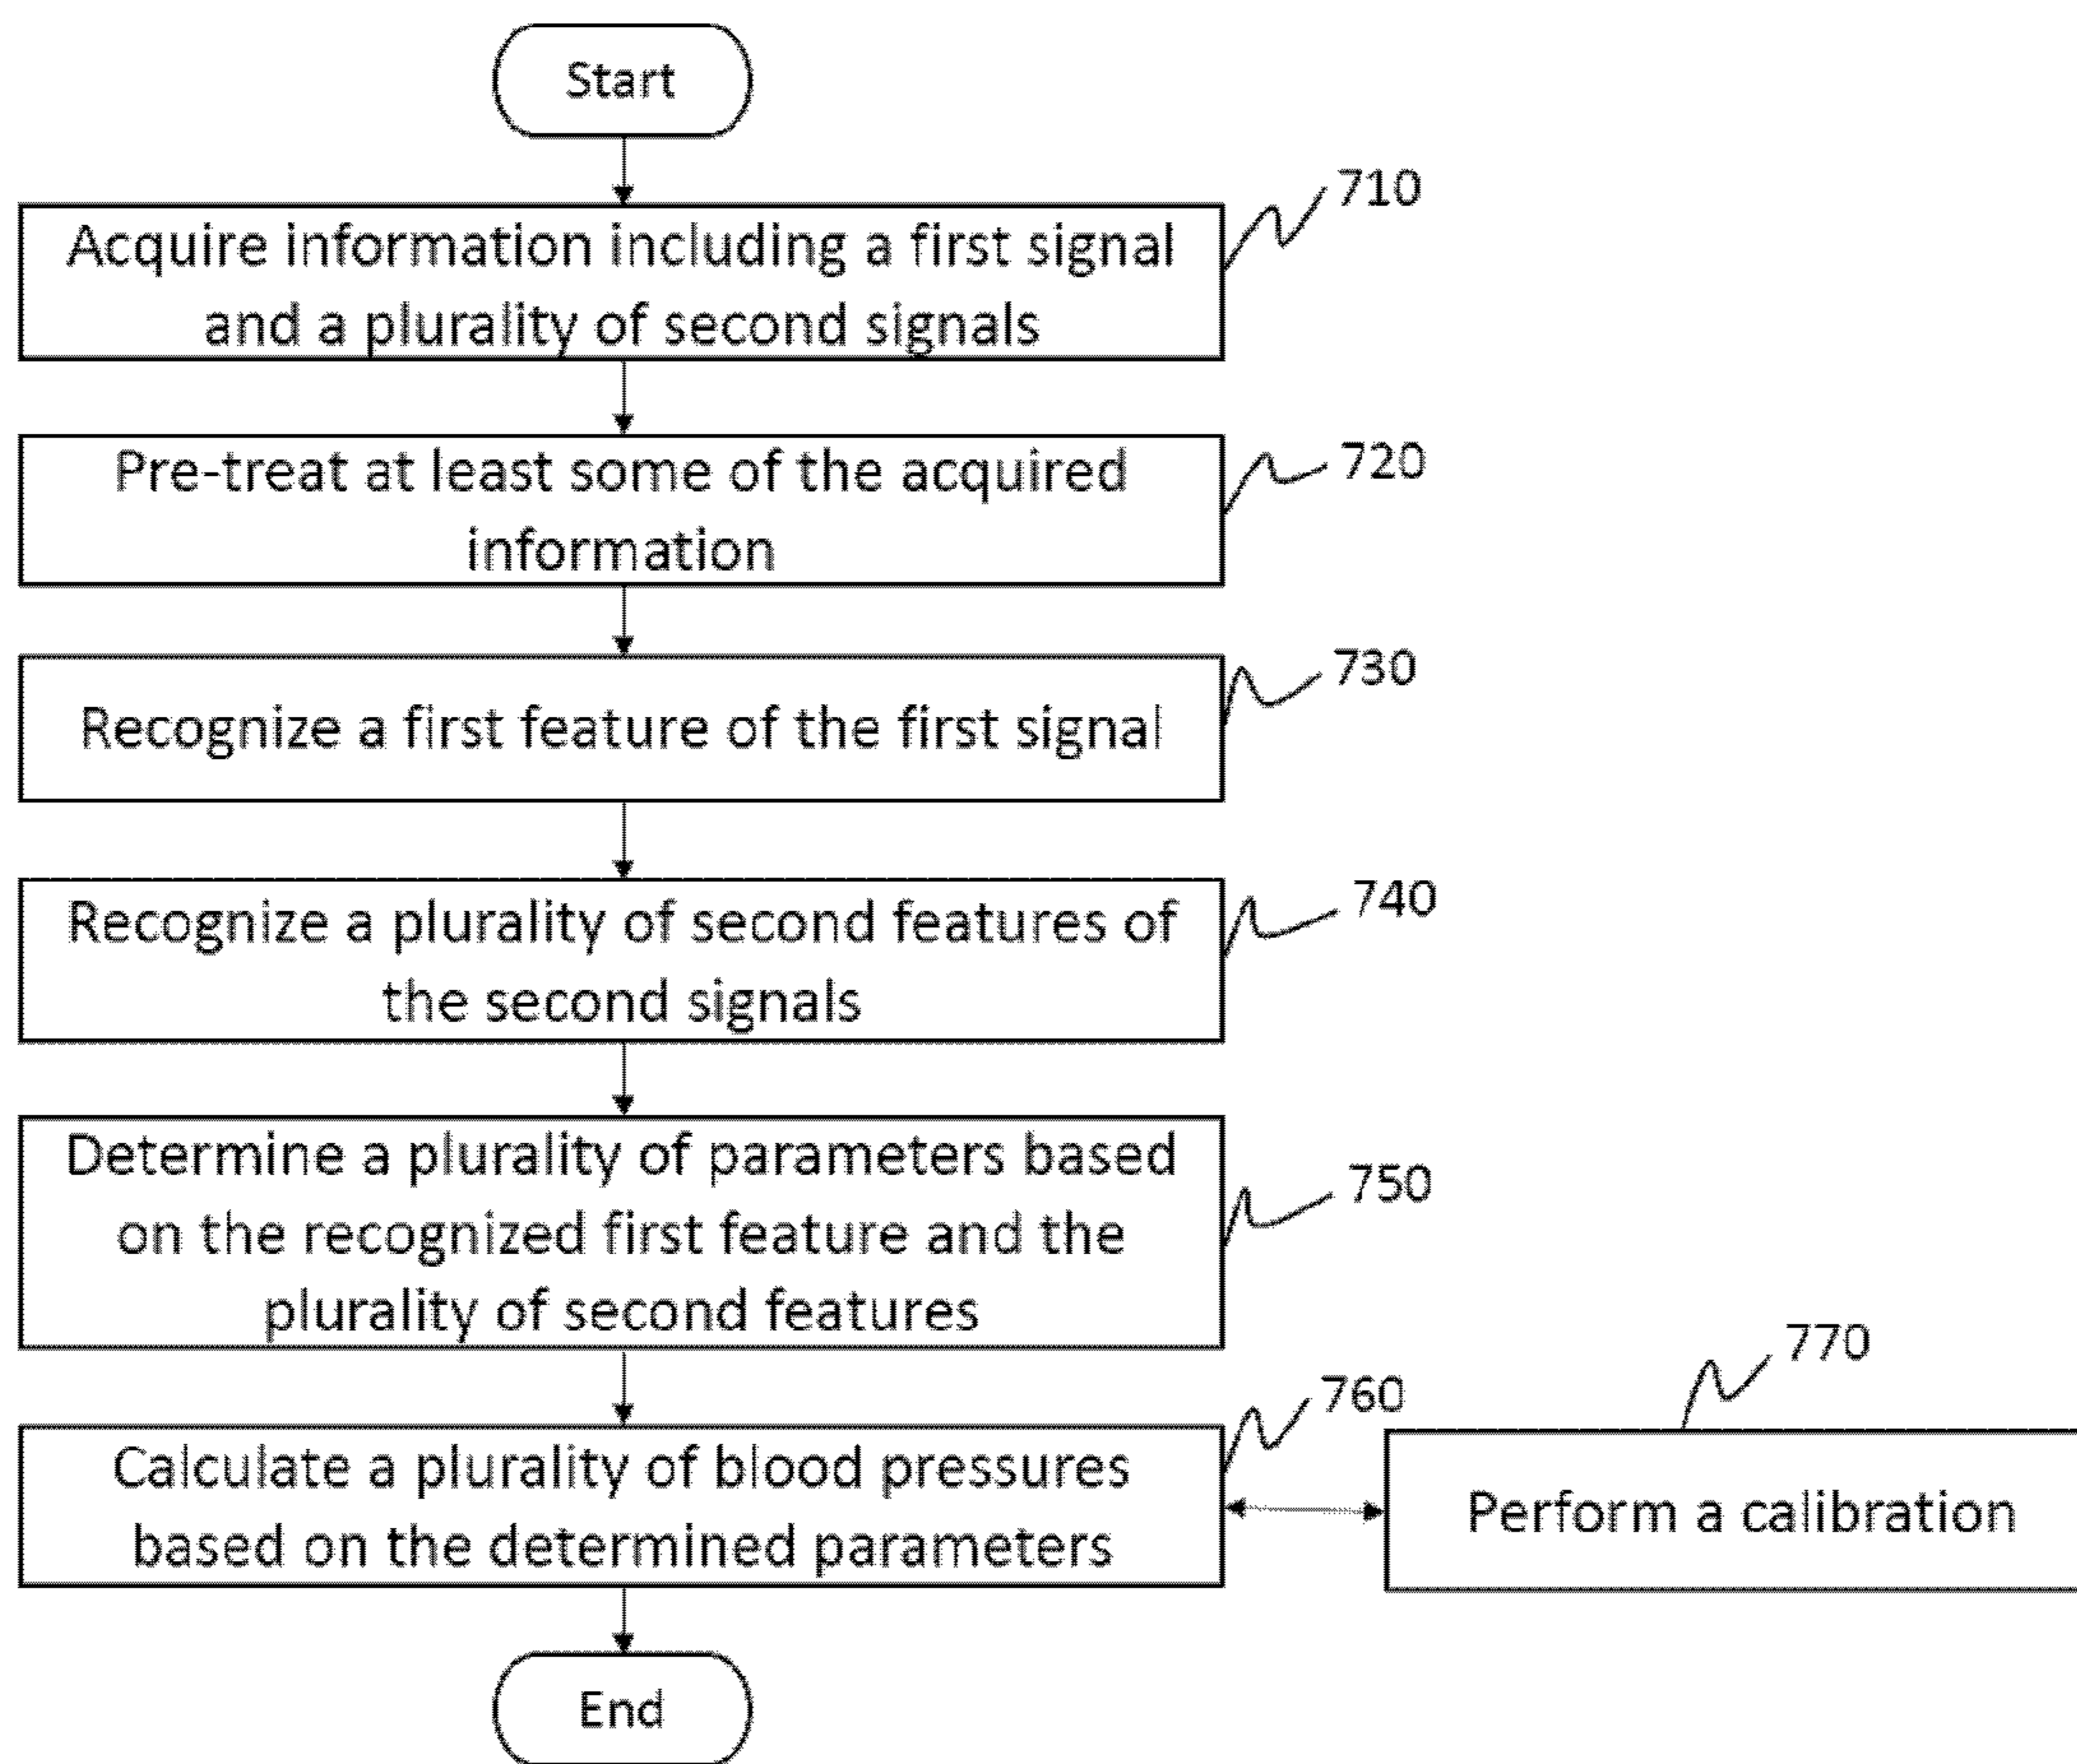 Start
710
Acquire information including a first signal
and a plurality of second signals
720
Pre-treat at least some of the acquired
information
730
Recognize a first feature of the first signal
740
Recognize a plurality of second features of
the second signals
750
Determine a plurality of parameters based
on the recognized first feature and the
plurality of second features
760
Calculate a plurality of blood pressures
based on the determined parameters
770
Perform a calibration
End